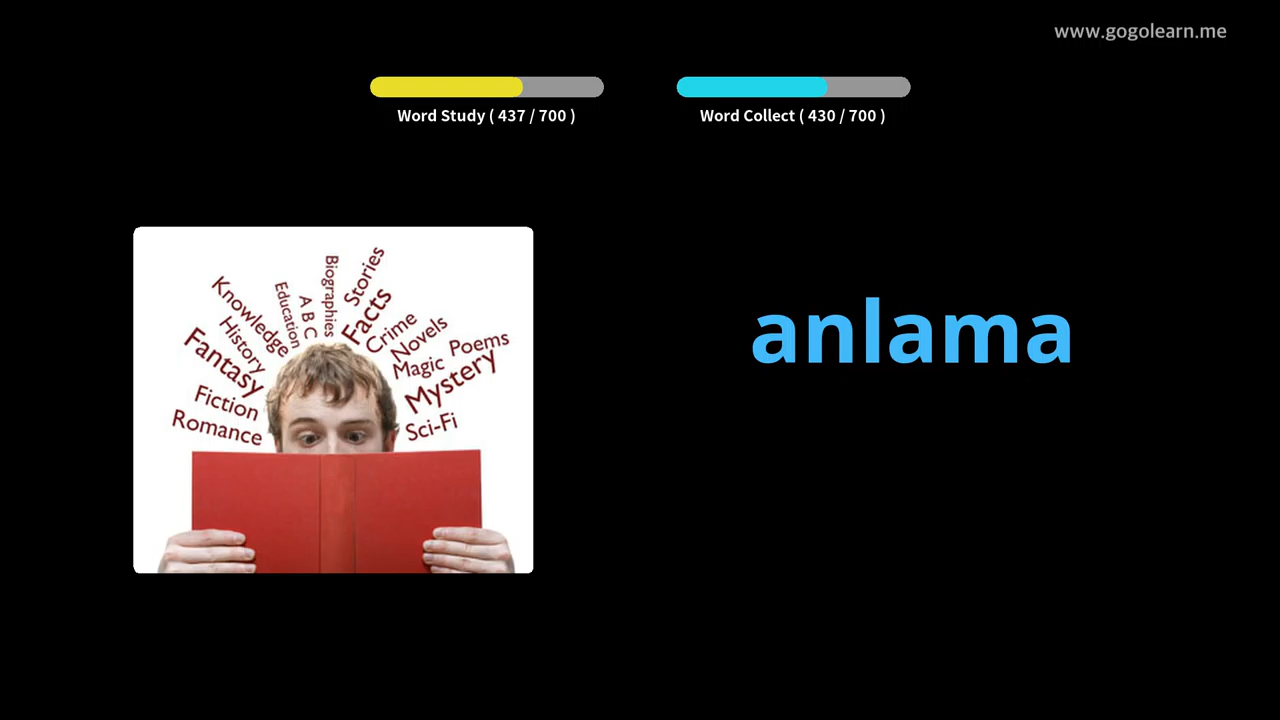 www.gogolearn.me
Word Study ( 437 / 700 )
Word Collect ( 430 / 700 )
Knowledge
History
Fantasy
Fiction
Romance
Education
A B C
Biographies
Stories
Facts
Crime
Novels
Magic
Poems
Mystery
Sci-Fi
anlama